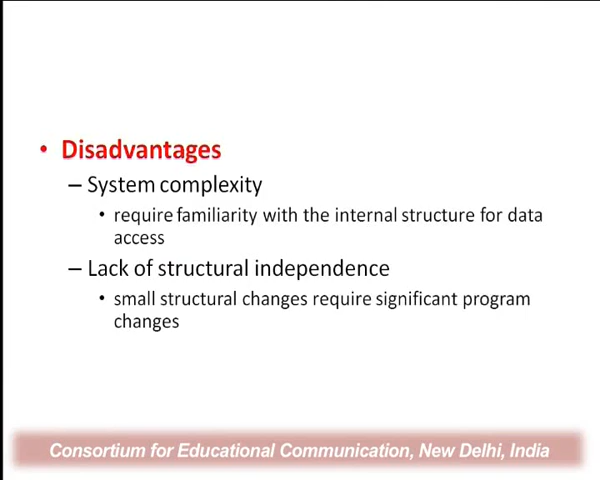 • Disadvantages
– System complexity
• require familiarity with the internal structure for data
access
– Lack of structural independence
• small structural changes require significant program
changes
Consortium for Educational Communication, New Delhi, India